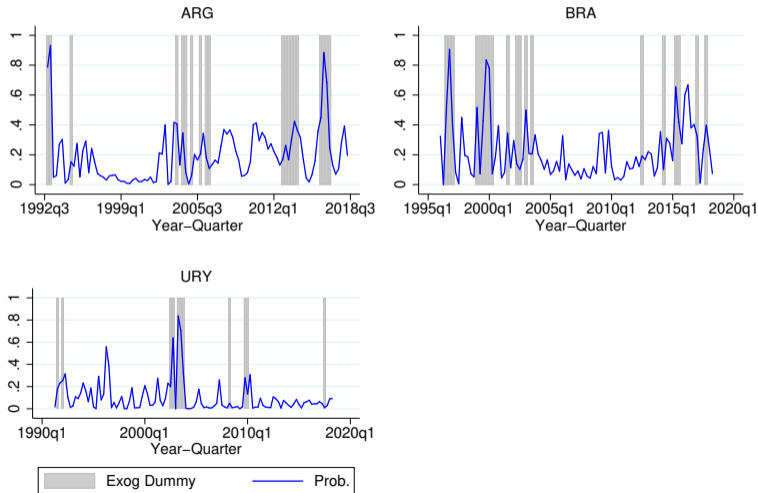 ARG
1
.8
.6
.4
.2
0
1992q3 1999q1 2005q3 2012q1 2018q3
Year-Quarter
BRA
1
.8
.6
.4
.2
0
1995q1 2000q1 2005q1 2010q1 2015q1 2020q1
Year-Quarter
URY
1
.8
.6
.4
.2
0
1990q1 2000q1 2010q1 2020q1
Year-Quarter
Exog Dummy Prob.